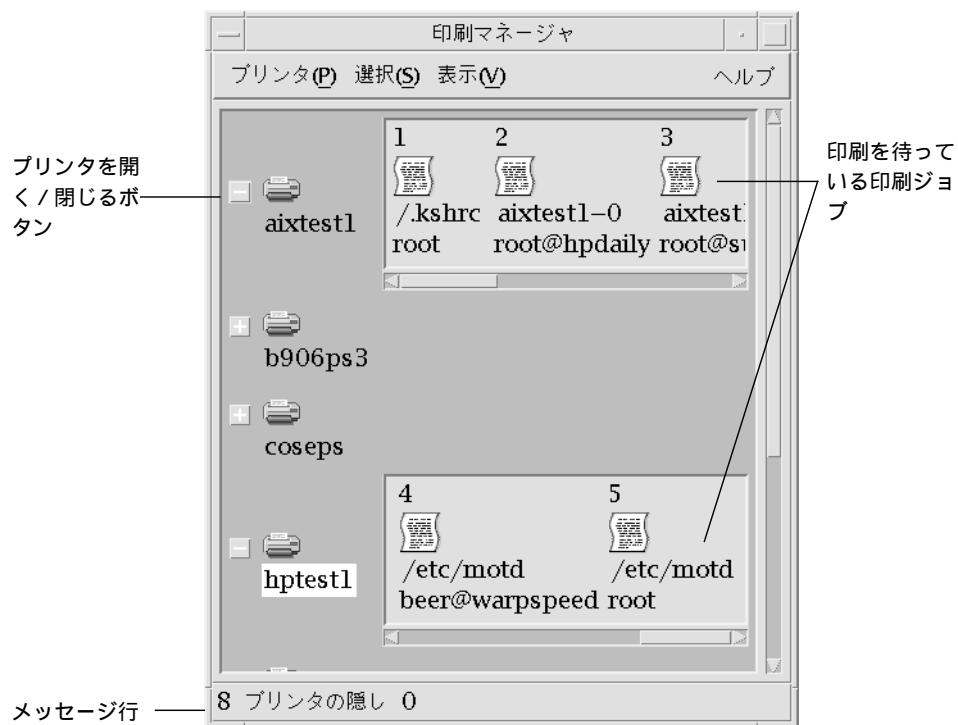 印刷マネージャ
プリンタ(P) 選択(S) 表示(V) ヘルプ
プリンタを開
く / 閉じるボ
タン
印刷を待って
いる印刷ジョ
ブ
1 2 3
/.kshrc aixtest1-0 aixtest1
root root@hpdaily root@su
aixtest1
b906ps3
coseps
4 5
/etc/motd /etc/motd
beer@warpspeed root
hptest1
メッセージ行
8 プリンタの隠し 0